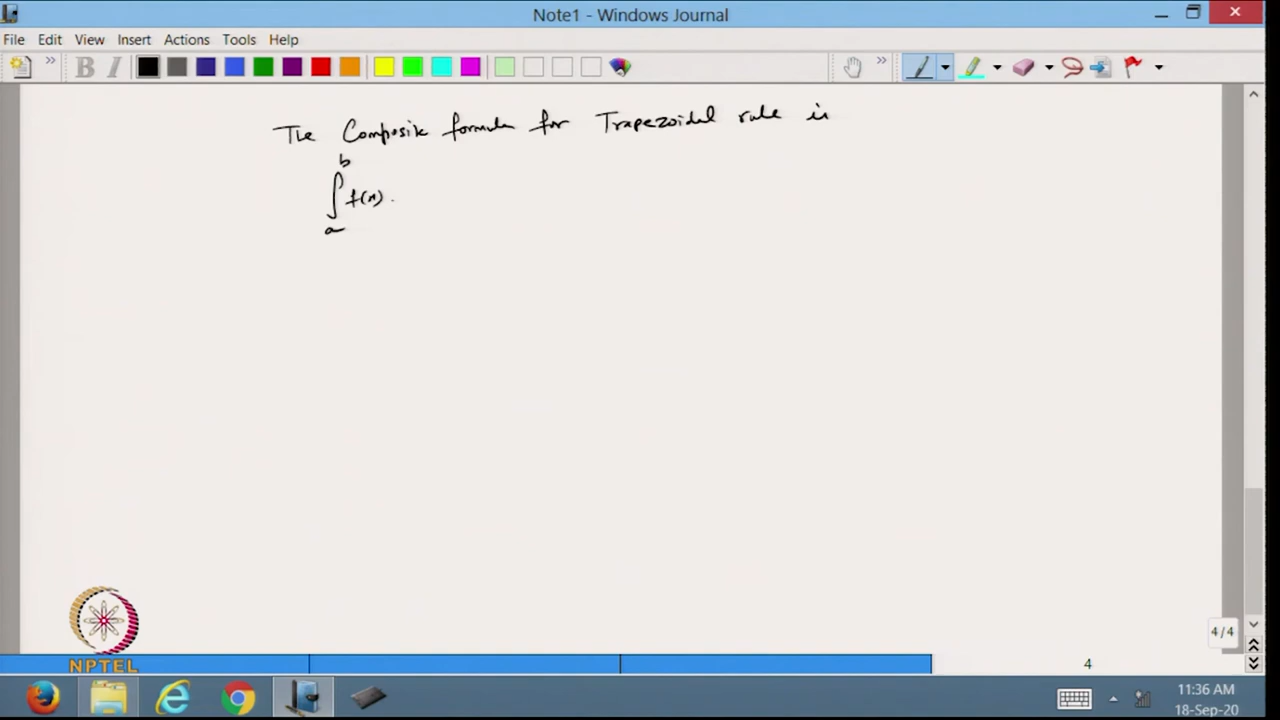 Note1 - Windows Journal
File Edit View Insert Actions Tools Help
B I
The Composite formula for Trapezoidal rule is
b
∫ f(x).
a
4/4
NPTEL
4
11:36 AM
18-Sep-20